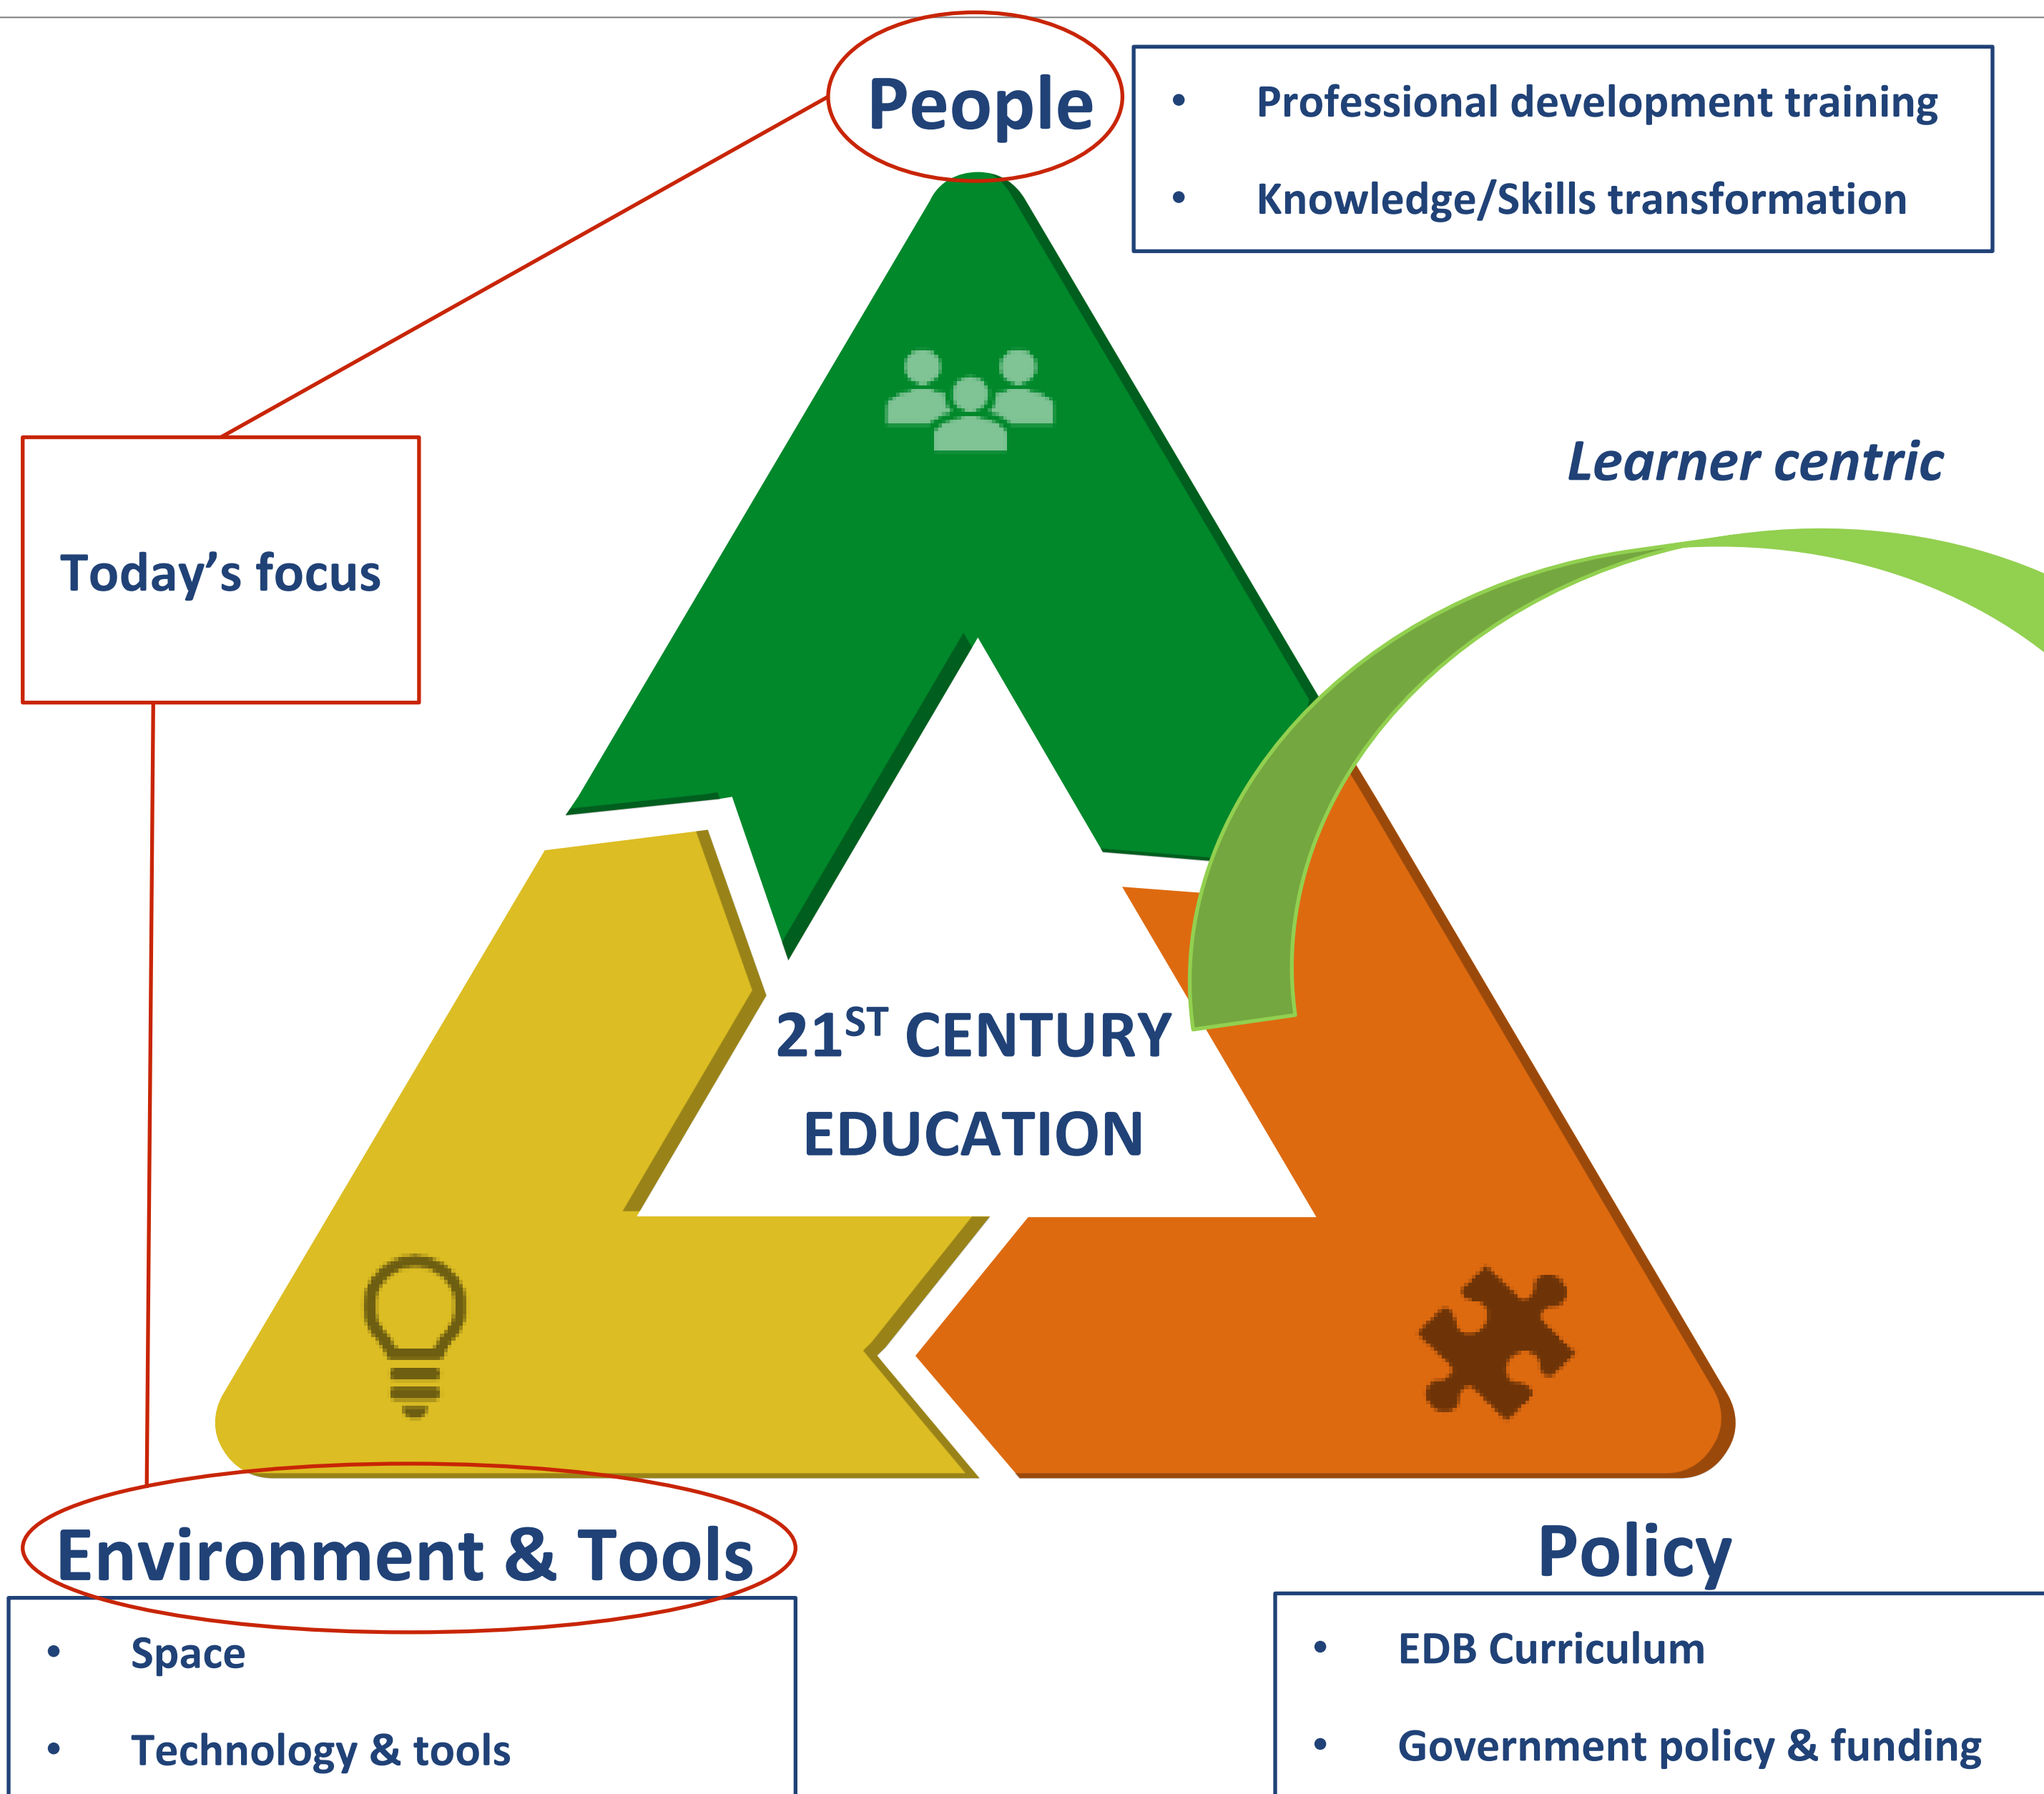 People
• Professional development training
• Knowledge/Skills transformation
Learner centric
Today's focus
21ST CENTURY
EDUCATION
Environment & Tools
• Space
• Technology & tools
Policy
• EDB Curriculum
• Government policy & funding